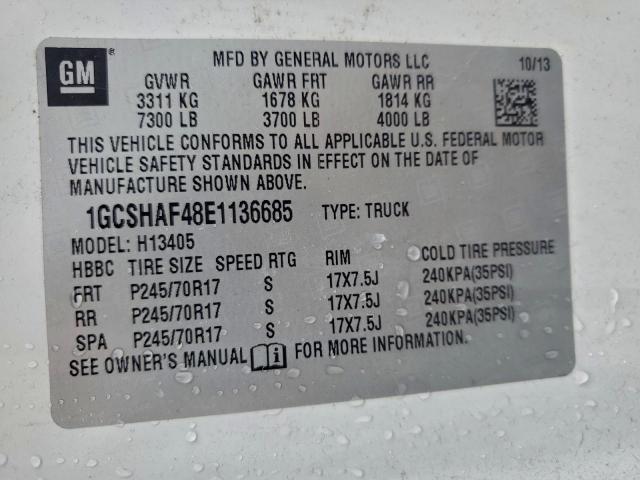 GM
MFD BY GENERAL MOTORS LLC 10/13
GVWR GAWR FRT GAWR RR
3311 KG 1678 KG 1814 KG
7300 LB 3700 LB 4000 LB
THIS VEHICLE CONFORMS TO ALL APPLICABLE U.S. FEDERAL MOTOR
VEHICLE SAFETY STANDARDS IN EFFECT ON THE DATE OF
MANUFACTURE SHOWN ABOVE.
1GCSHAF48E1136685 TYPE: TRUCK
MODEL: H13405
HBBC TIRE SIZE SPEED RTG RIM COLD TIRE PRESSURE
FRT P245/70R17 S 17X7.5J 240KPA(35PSI)
RR P245/70R17 S 17X7.5J 240KPA(35PSI)
SPA P245/70R17 S 17X7.5J 240KPA(35PSI)
SEE OWNER'S MANUAL FOR MORE INFORMATION.